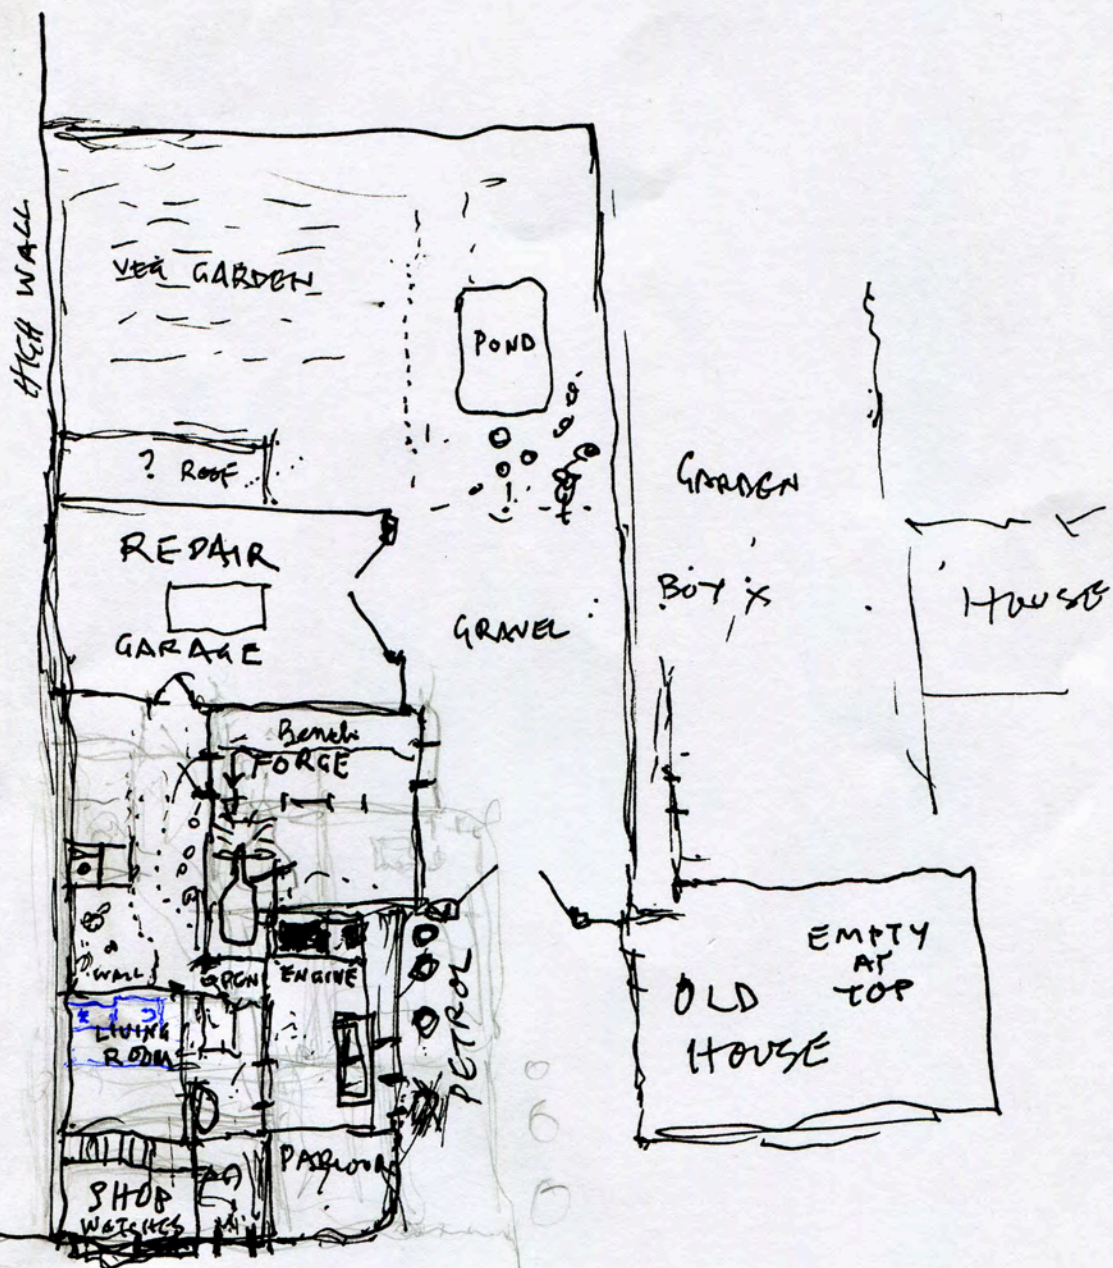 HIGH WALL
VEG GARDEN
POND
? ROOF
GARDEN
REPAIR
GARAGE
BOY X
HOUSE
GRAVEL
Bench
FORGE
PETROL
EMPTY
AT
TOP
WALL
ENGINE
OLD
HOUSE
LIVING
ROOM
PARLOUR
SHOP
WATCHES